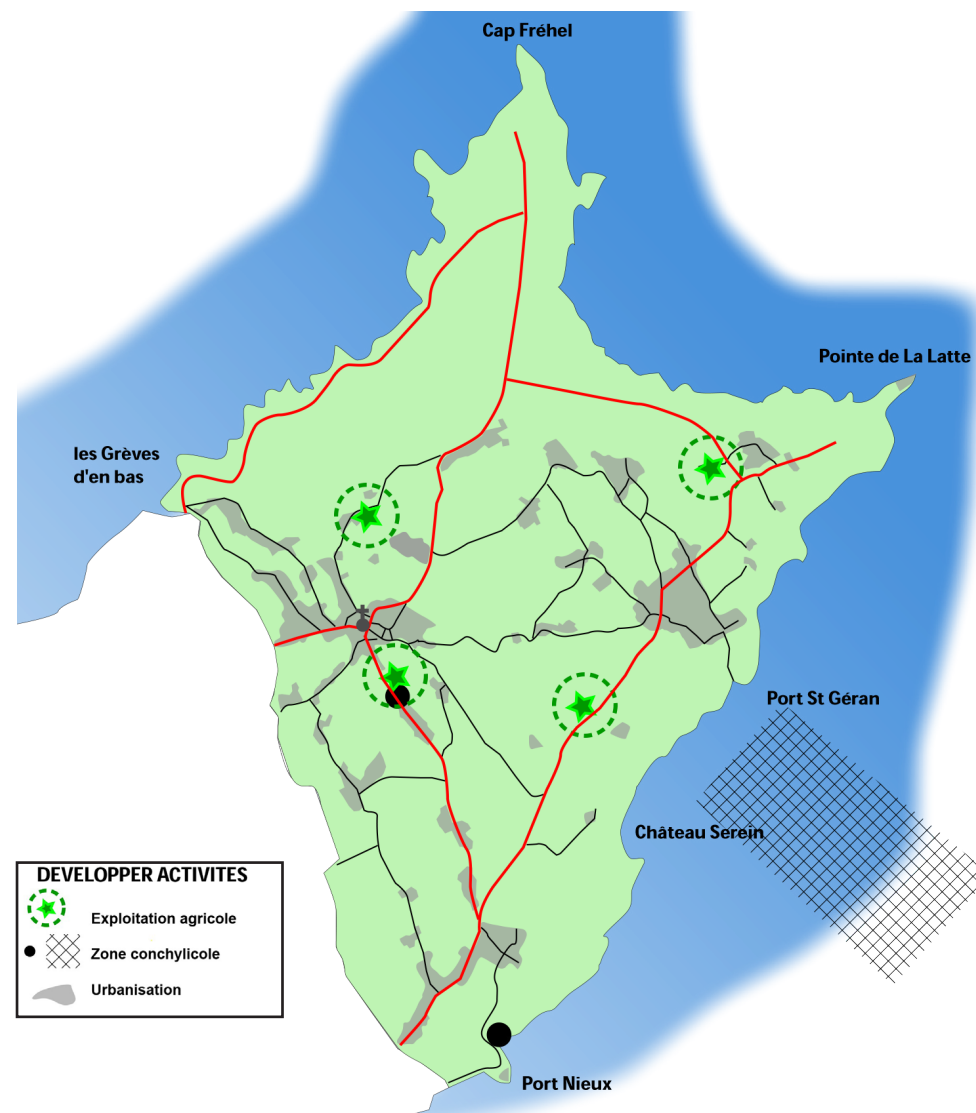 Cap Fréhel
Pointe de La Latte
les Grèves
d'en bas
Port St Géran
Château Serein
DEVELOPPER ACTIVITES
Exploitation agricole
Zone conchylicole
Urbanisation
Port Nieux